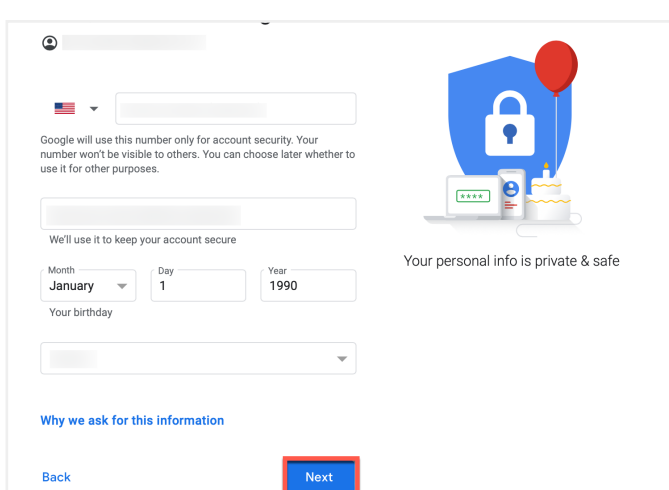 Google will use this number only for account security. Your
number won't be visible to others. You can choose later whether to
use it for other purposes.
We'll use it to keep your account secure
Month
January
Day
1
Year
1990
Your birthday
Why we ask for this information
Back
Next
****
Your personal info is private & safe